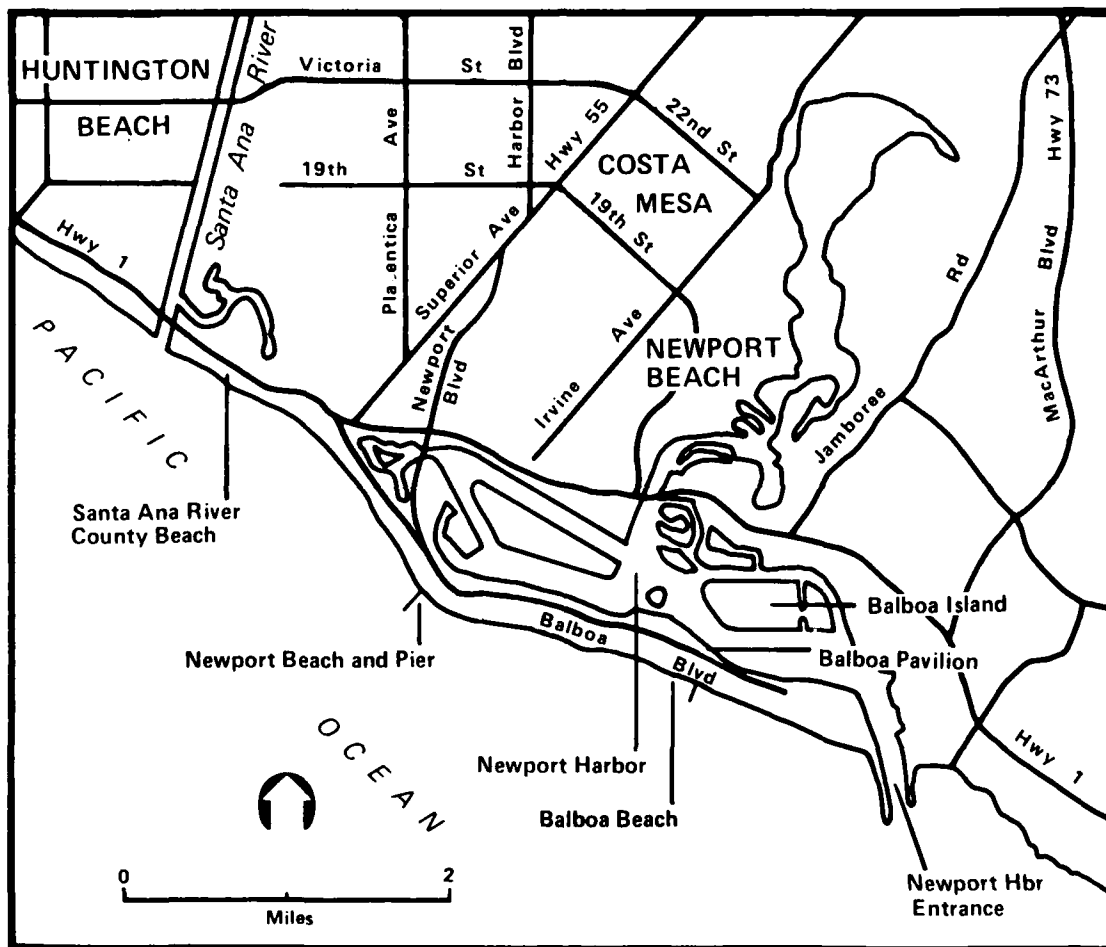 HUNTINGTON
BEACH
Santa Ana River
Santa Ana River
Victoria St
Harbor Blvd
Hwy 55
22nd St
Hwy 73
19th St
Ave
COSTA
MESA
19th St
Hwy 1
Superior Ave
Newport
Blvd
Irvine Ave
NEWPORT
BEACH
Jamboree Rd
MacArthur Blvd
PACIFIC
OCEAN
Santa Ana River
County Beach
Newport Beach and Pier
Balboa Blvd
Balboa Island
Balboa Pavilion
Newport Harbor
Balboa Beach
Hwy 1
Newport Hbr
Entrance
0 2
Miles